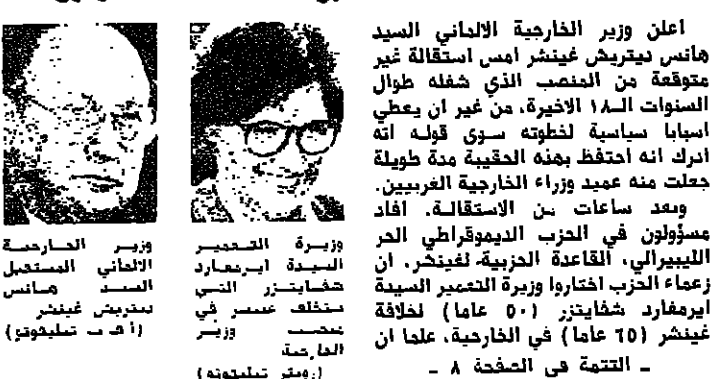 اعلن وزير الخارجية الالماني السيد
هانس ديتريش غينشر امس استقالة غير
متوقعة من المنصب الذي شغله طوال
السنوات الـ١٨ الاخيرة، من غير ان يعطي
اسبابا سياسية لخطوته سوى قوله انه
ادرك انه احتفظ بهذه الحقيبة مدة طويلة
جعلت منه عميد وزراء الخارجية الغربيين.
وبعد ساعات من الاستقالة، افاد
مسؤولون في الحزب الديموقراطي الحر
الليبيرالي، القاعدة الحزبية لغينشر، ان
زعماء الحزب اختاروا وزيرة التعمير السيدة
ايرمغارد شفايتزر (٥٠ عاما) لخلافة
غينشر (٦٥ عاما) في الخارجية، علما ان
ـ التتمة في الصفحة ٨ ـ
وزيرة التعمير
السيدة ايرمغارد
شفايتزر التي
ستخلف غينشر في
منصب وزير
الخارجية
(رويتر تيليفوتو)
وزير الخارجية
الالماني المستقيل
السيد هانس
ديتريش غينشر
(أ ف ب تيليفوتو)